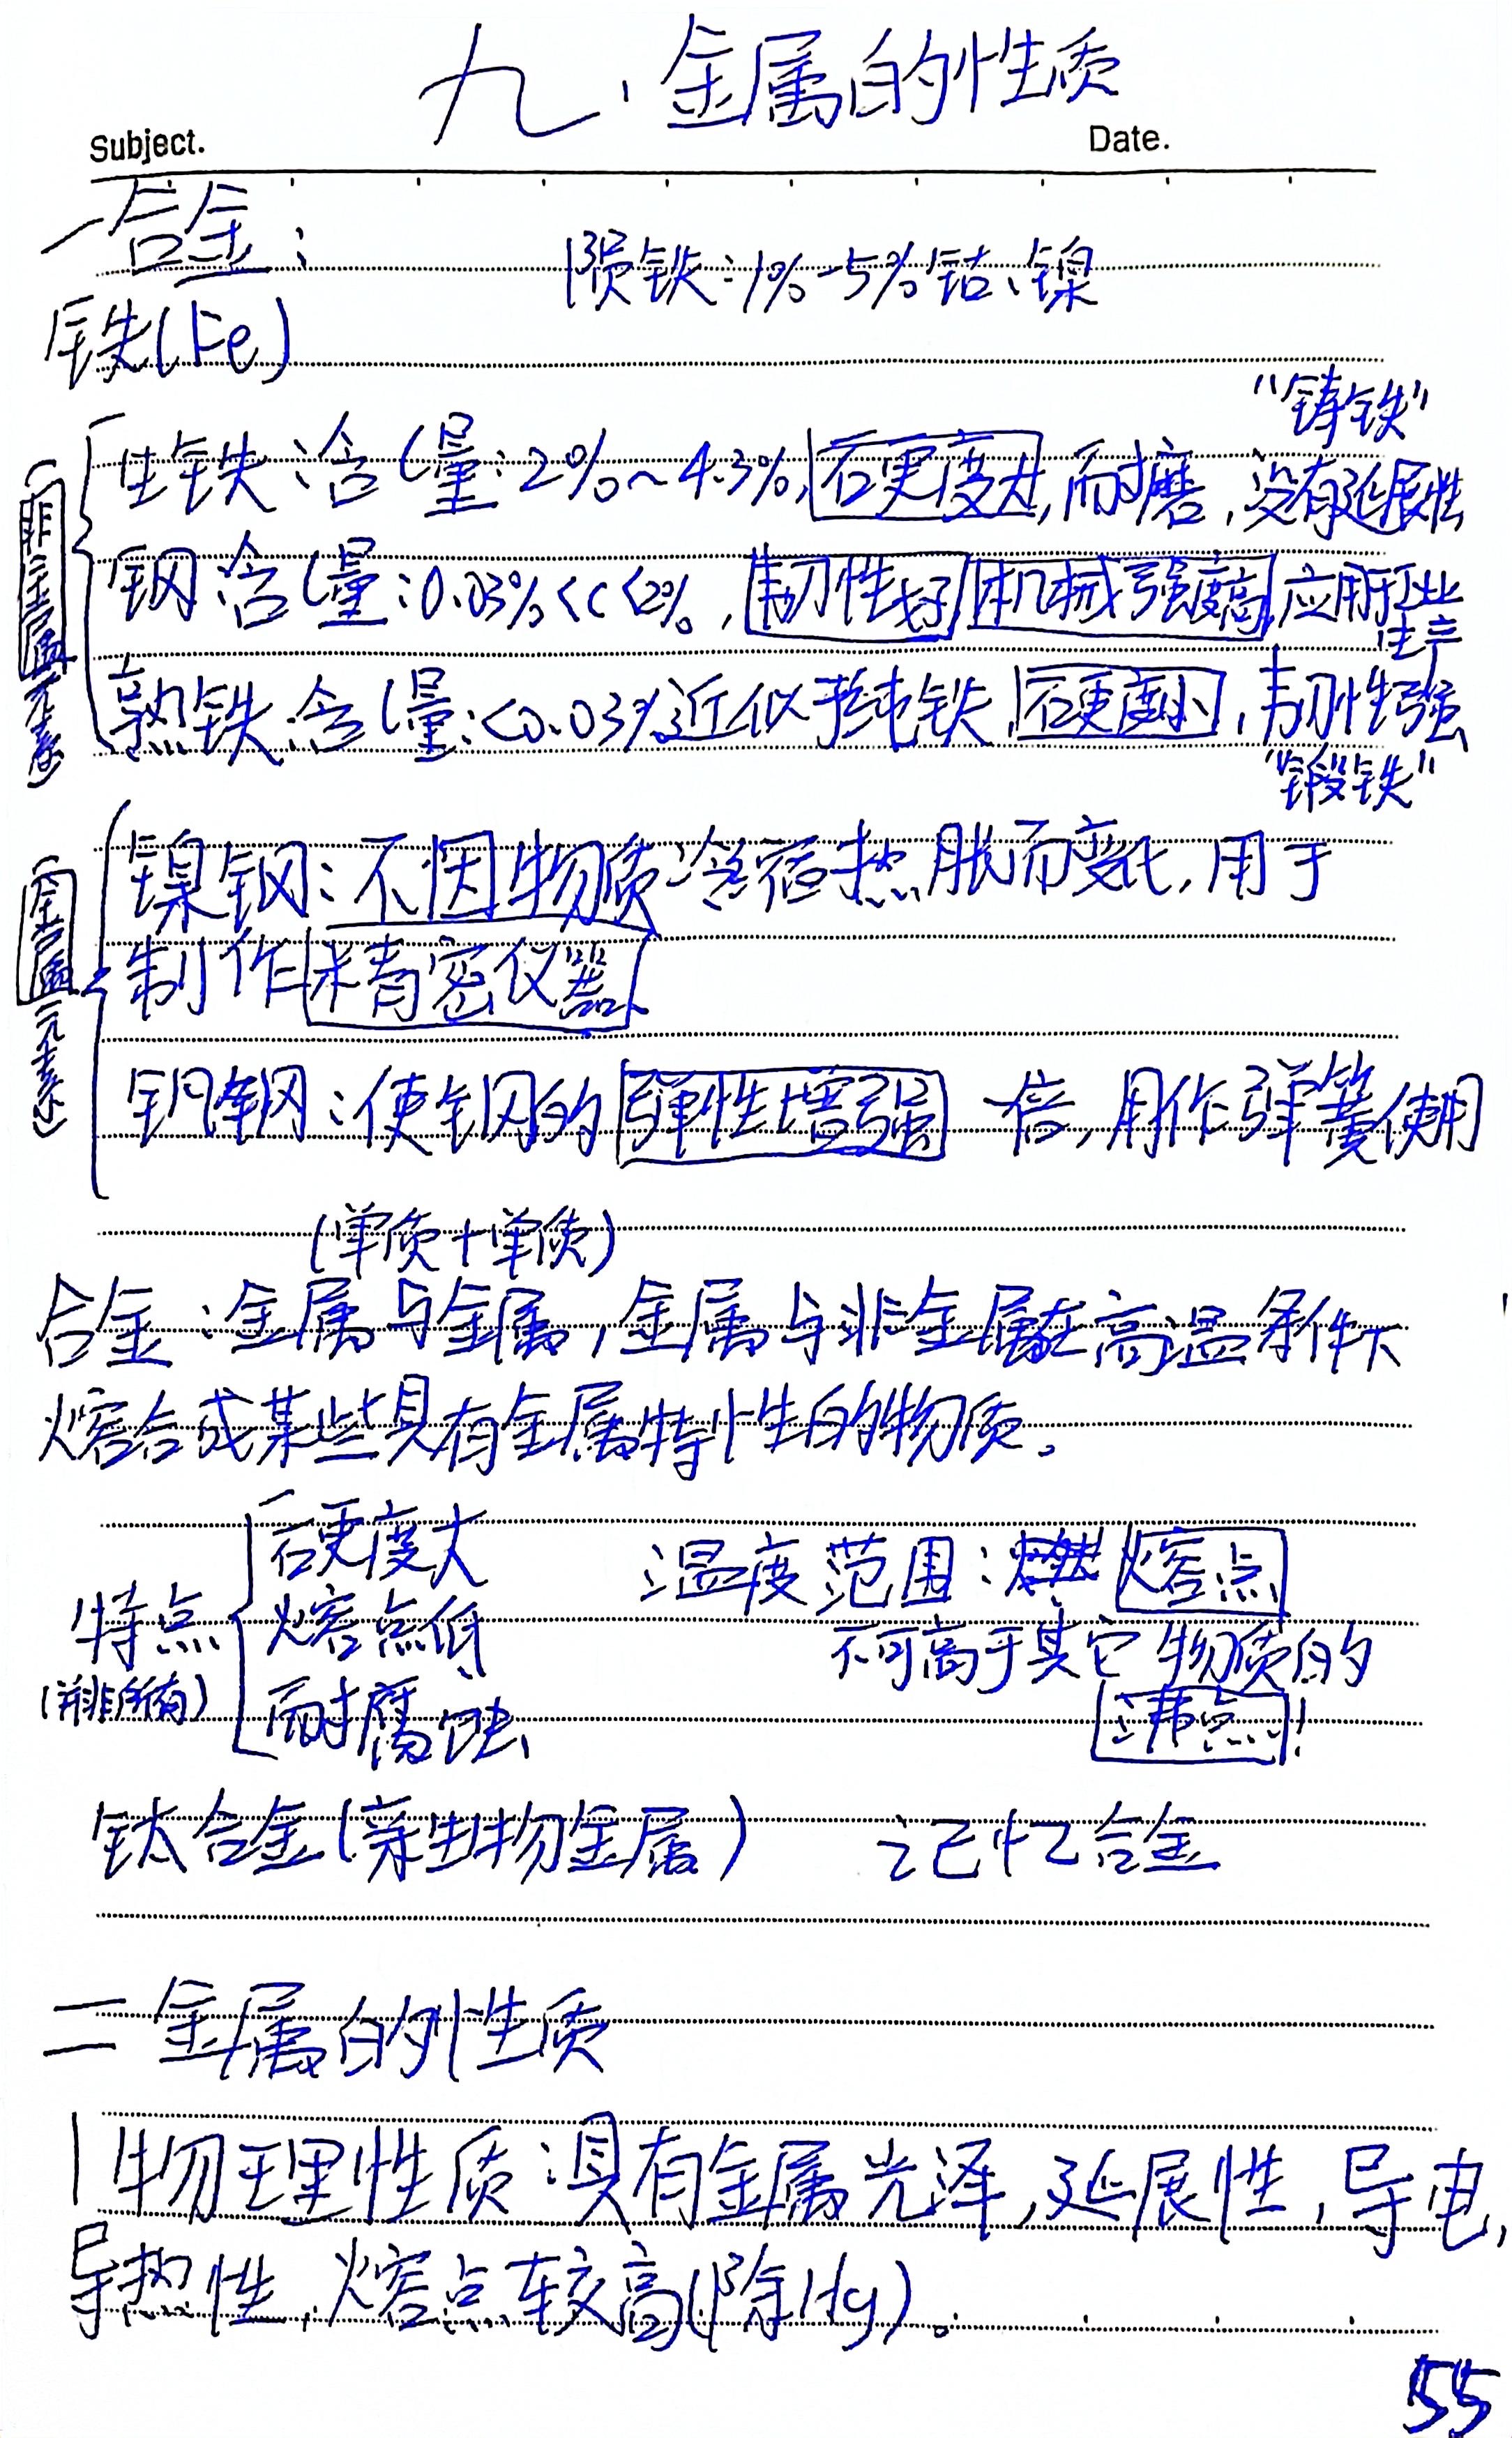 九、金属的性质
Subject.
Date.
一合金：
陨铁：1%-5%钴、镍
铁(Fe)
"铸铁"
非金属元素
生铁：含C量：2%~4.3%，硬度大，耐磨，没有延展性
钢：含C量：0.03%<C<2%，韧性好，机械强度高，应用于工业
生产
熟铁：含C量：<0.03%近似于纯铁，硬度小，韧性强
"锻铁"
金属元素
镍钢：不因物质冷缩热胀而变化，用于
制作精密仪器
钒钢：使钢的弹性增强一倍，用作弹簧使用
(单质+单质)
合金：金属与金属，金属与非金属在高温条件下
熔合成某些具有金属特性的物质。
特点
(并非所有)
硬度大
熔点低
耐腐蚀
温度范围：熔点
不可高于其它物质的
沸点！
钛合金(亲生物金属)
记忆合金
二 金属的性质
1物理性质：具有金属光泽，延展性，导电，
导热性，熔点较高(除Hg)。
55